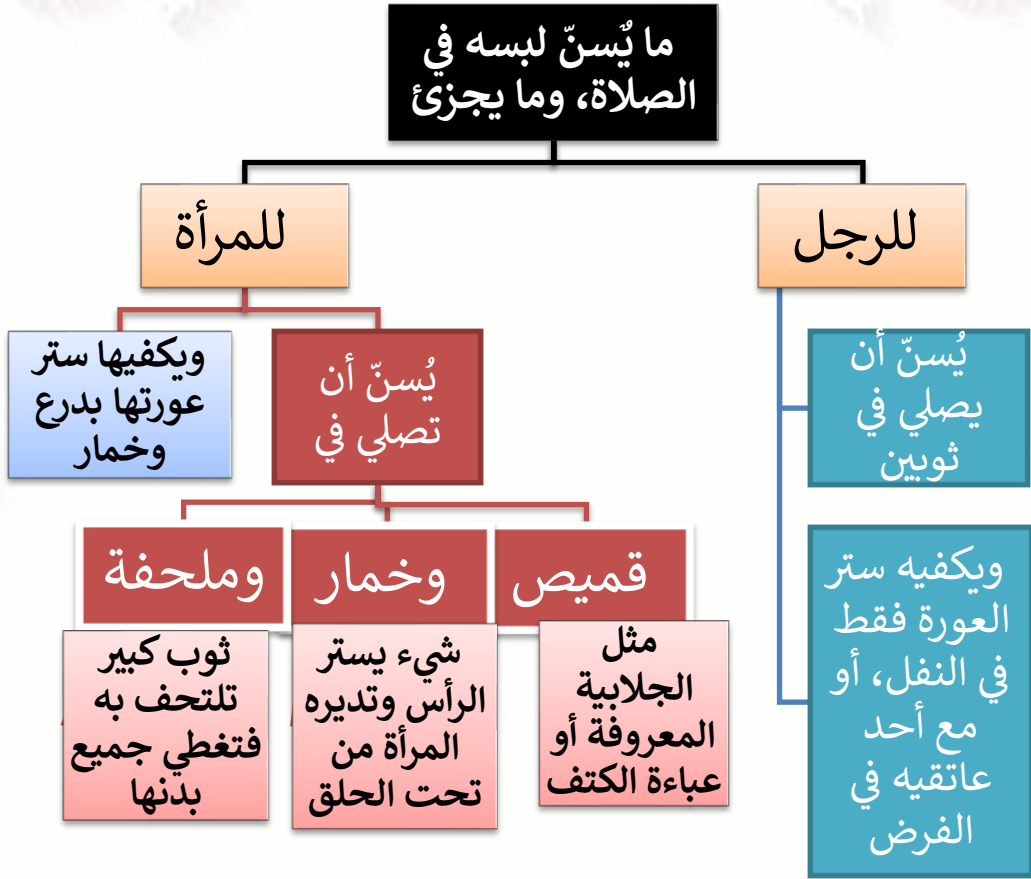 ما يُسنّ لبسه في
الصلاة، وما يجزئ
للرجل
يُسنّ أن
يصلي في
ثوبين
ويكفيه ستر
العورة فقط
في النفل، أو
مع أحد
عاتقيه في
الفرض
للمرأة
يُسنّ أن
تصلي في
قميص
مثل
الجلابية
المعروفة أو
عباءة الكتف
وخمار
شيء يستر
الرأس وتديره
المرأة من
تحت الحلق
وملحفة
ثوب كبير
تلتحف به
فتغطي جميع
بدنها
ويكفيها ستر
عورتها بدرع
وخمار